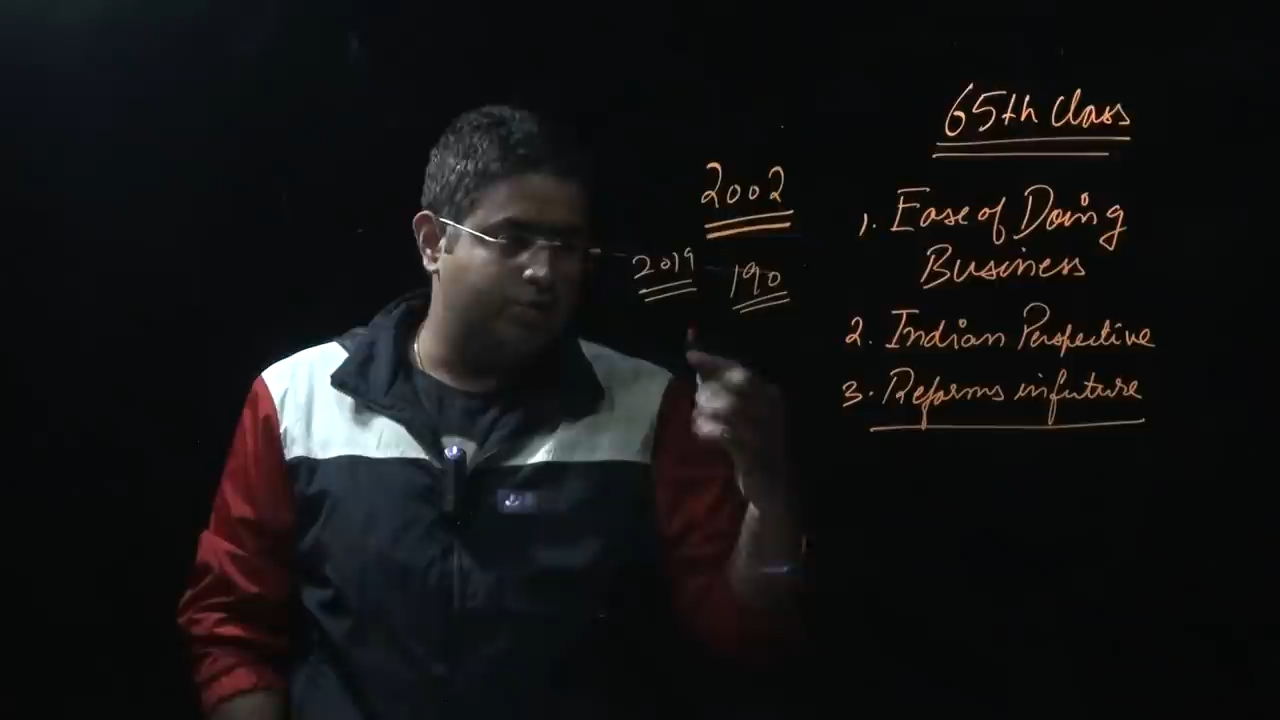 65th Class
2002
2019 190
1. Ease of Doing
Business
2. Indian Perspective
3. Reforms in future